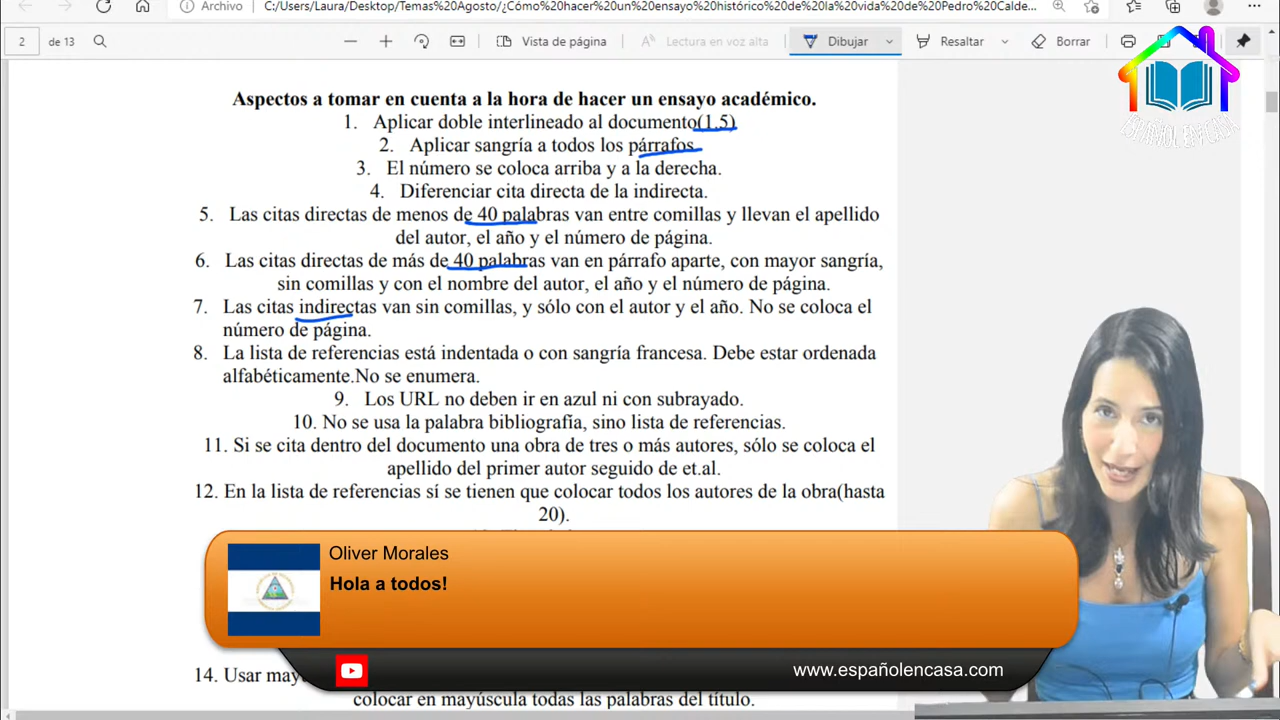 Archivo
C:/Users/Laura/Desktop/Temas%20Agosto/¿Cómo%20hacer%20un%20ensayo%20histórico%20de%20la%20vida%20de%20Pedro%20Calde...
2 de 13
Vista de página
Lectura en voz alta
Dibujar
Resaltar
Borrar
ESPAÑOL EN CASA
Aspectos a tomar en cuenta a la hora de hacer un ensayo académico.
1. Aplicar doble interlineado al documento(1.5)
2. Aplicar sangría a todos los párrafos.
3. El número se coloca arriba y a la derecha.
4. Diferenciar cita directa de la indirecta.
5. Las citas directas de menos de 40 palabras van entre comillas y llevan el apellido
del autor, el año y el número de página.
6. Las citas directas de más de 40 palabras van en párrafo aparte, con mayor sangría,
sin comillas y con el nombre del autor, el año y el número de página.
7. Las citas indirectas van sin comillas, y sólo con el autor y el año. No se coloca el
número de página.
8. La lista de referencias está indentada o con sangría francesa. Debe estar ordenada
alfabéticamente.No se enumera.
9. Los URL no deben ir en azul ni con subrayado.
10. No se usa la palabra bibliografía, sino lista de referencias.
11. Si se cita dentro del documento una obra de tres o más autores, sólo se coloca el
apellido del primer autor seguido de et.al.
12. En la lista de referencias sí se tienen que colocar todos los autores de la obra(hasta
20).
Oliver Morales
Hola a todos!
www.españolencasa.com
14. Usar
colocar en mayúscula todas las palabras del título.